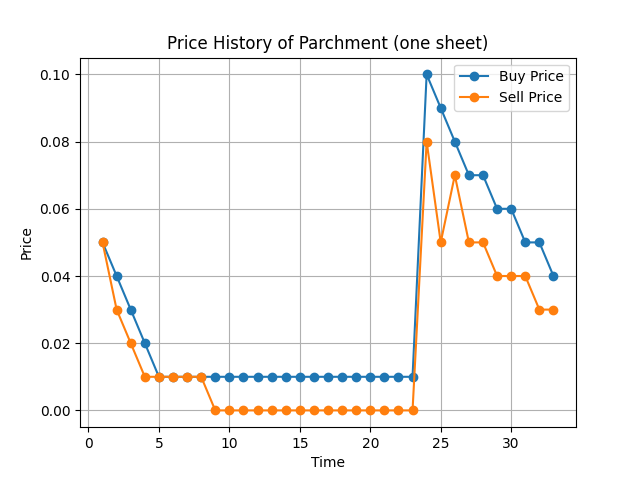 Price History of Parchment (one sheet)
Buy Price
Sell Price
0.10
0.08
0.06
0.04
0.02
0.00
Price
0 5 10 15 20 25 30
Time